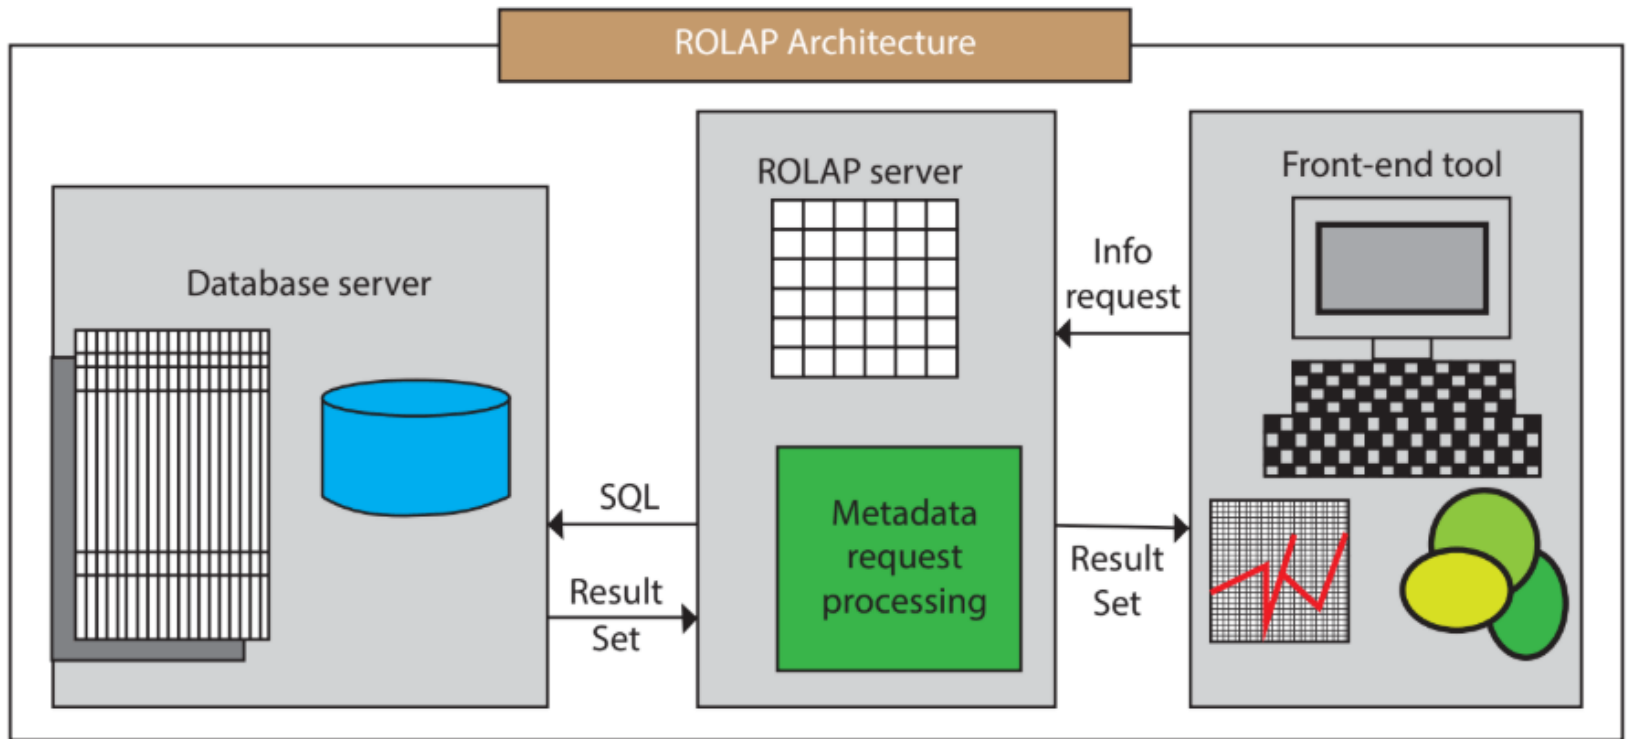 ROLAP Architecture
Database server
SQL
Result
Set
ROLAP server
Metadata
request
processing
Info
request
Result
Set
Front-end tool